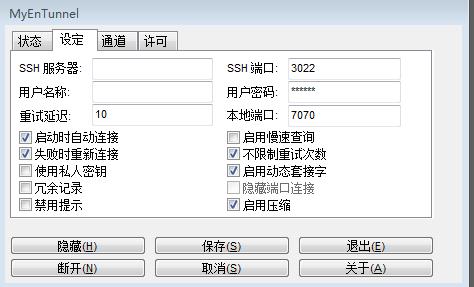 MyEnTunnel
状态 设定 通道 许可
SSH 服务器: SSH 端口: 3022
用户名称: 用户密码: ******
重试延迟: 10 本地端口: 7070
启动时自动连接 启用慢速查询
失败时重新连接 不限制重试次数
使用私人密钥 启用动态套接字
冗余记录 隐藏端口连接
禁用提示 启用压缩
隐藏(H) 保存(S) 退出(E)
断开(N) 取消(S) 关于(A)